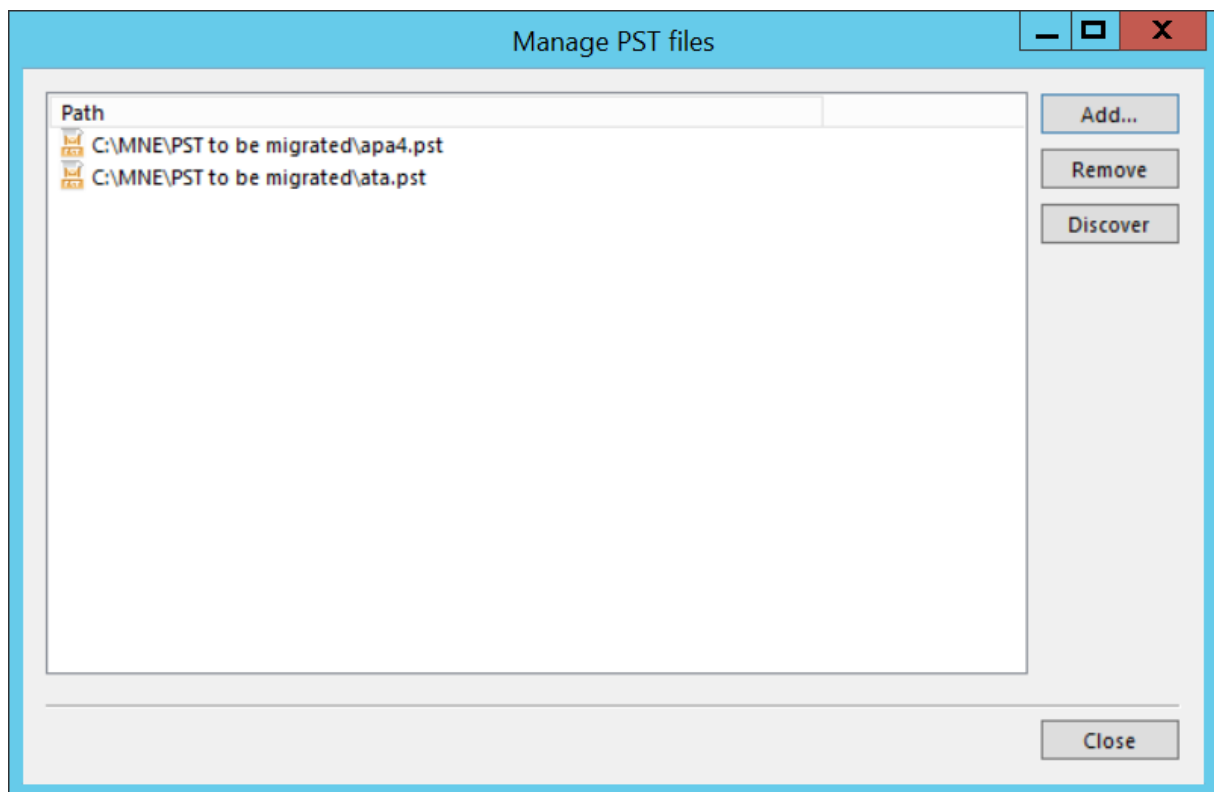 Manage PST files
Path
C:\MNE\PST to be migrated\apa4.pst
C:\MNE\PST to be migrated\ata.pst
Add...
Remove
Discover
Close